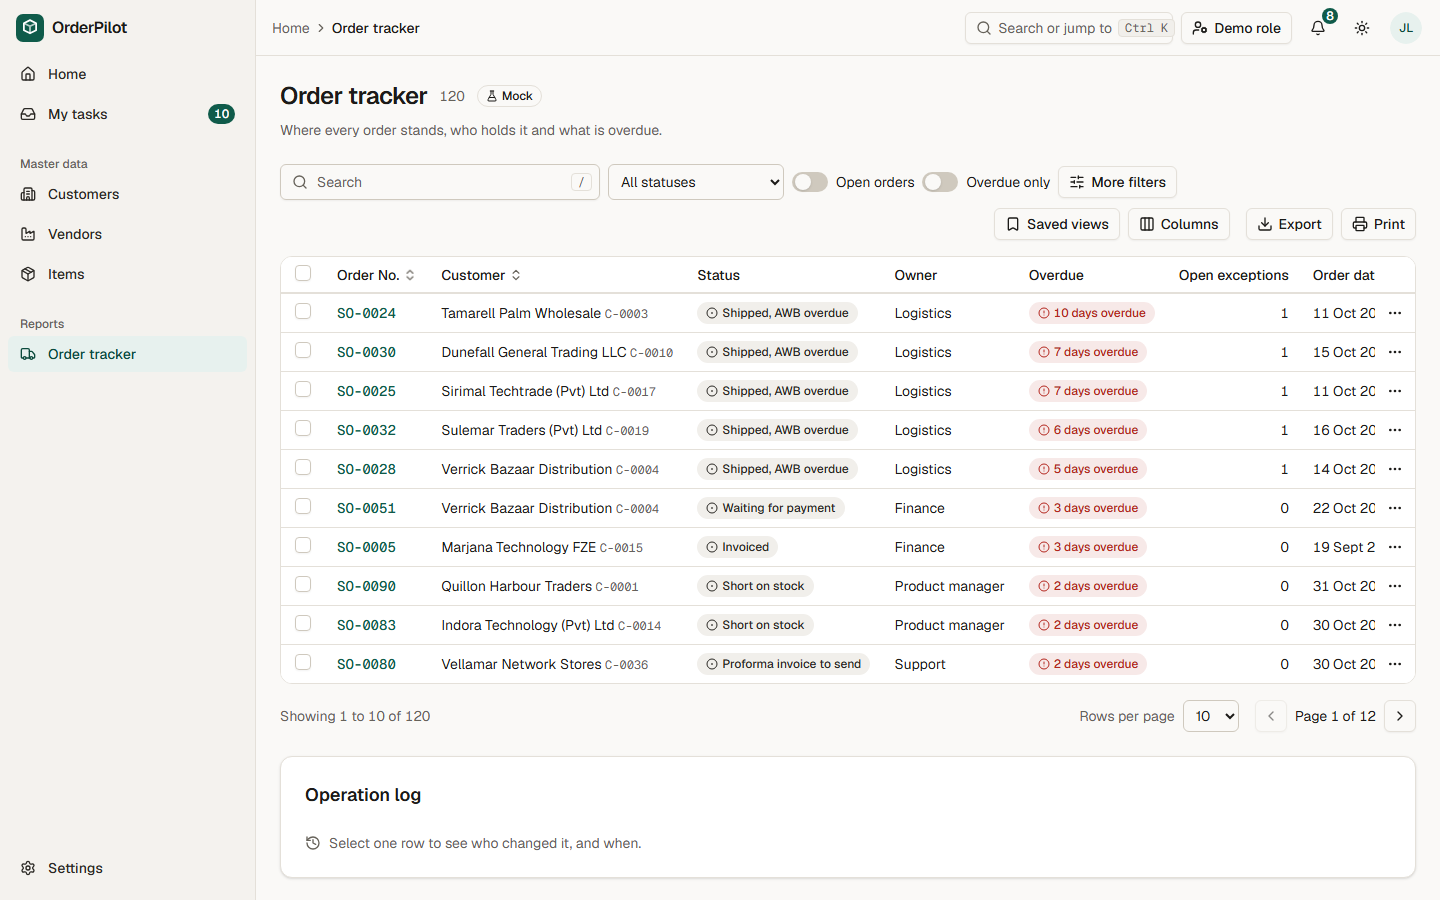 OrderPilot
Home
My tasks 10
Master data
Customers
Vendors
Items
Reports
Order tracker
Settings
Home > Order tracker
Search or jump to Ctrl K
Demo role
8
JL
Order tracker 120 Mock
Where every order stands, who holds it and what is overdue.
Search /
All statuses
Open orders
Overdue only
More filters
Saved views
Columns
Export
Print
Order No. Customer Status Owner Overdue Open exceptions Order dat
SO-0024 Tamarell Palm Wholesale C-0003 Shipped, AWB overdue Logistics 10 days overdue 1 11 Oct 20
SO-0030 Dunefall General Trading LLC C-0010 Shipped, AWB overdue Logistics 7 days overdue 1 15 Oct 20
SO-0025 Sirimal Techtrade (Pvt) Ltd C-0017 Shipped, AWB overdue Logistics 7 days overdue 1 11 Oct 20
SO-0032 Sulemar Traders (Pvt) Ltd C-0019 Shipped, AWB overdue Logistics 6 days overdue 1 16 Oct 20
SO-0028 Verrick Bazaar Distribution C-0004 Shipped, AWB overdue Logistics 5 days overdue 1 14 Oct 20
SO-0051 Verrick Bazaar Distribution C-0004 Waiting for payment Finance 3 days overdue 0 22 Oct 20
SO-0005 Marjana Technology FZE C-0015 Invoiced Finance 3 days overdue 0 19 Sept 2
SO-0090 Quillon Harbour Traders C-0001 Short on stock Product manager 2 days overdue 0 31 Oct 20
SO-0083 Indora Technology (Pvt) Ltd C-0014 Short on stock Product manager 2 days overdue 0 30 Oct 20
SO-0080 Vellamar Network Stores C-0036 Proforma invoice to send Support 2 days overdue 0 30 Oct 20
Showing 1 to 10 of 120
Rows per page 10
Page 1 of 12
Operation log
Select one row to see who changed it, and when.